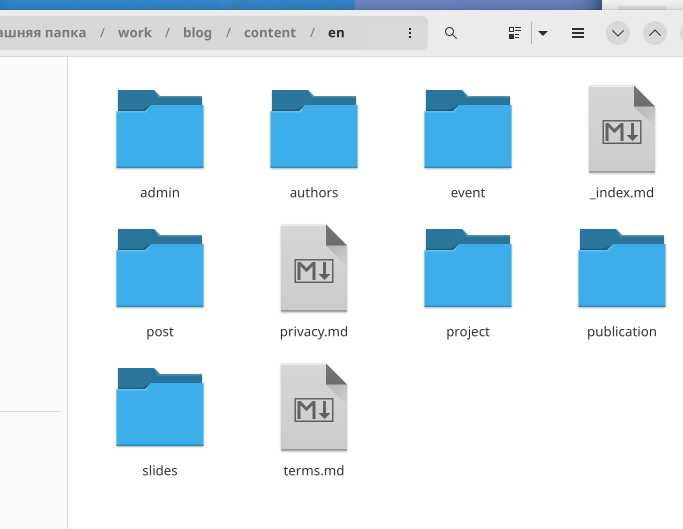 ашняя папка / work / blog / content / en
admin authors event _index.md
post privacy.md project publication
slides terms.md